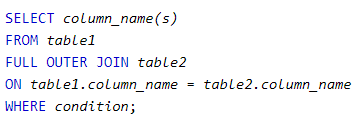 SELECT column_name(s)
FROM table1
FULL OUTER JOIN table2
ON table1.column_name = table2.column_name
WHERE condition;